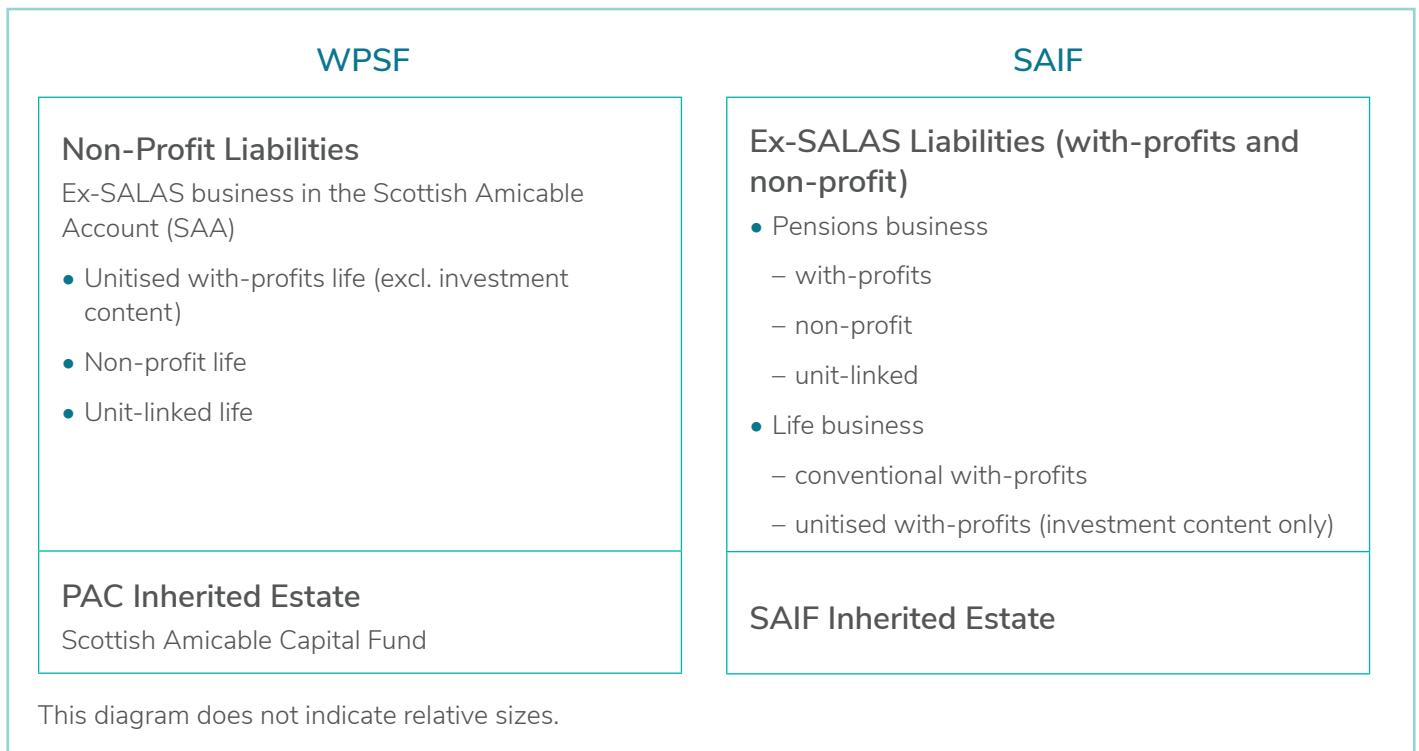 WPSF
Non-Profit Liabilities
Ex-SALAS business in the Scottish Amicable
Account (SAA)
• Unitised with-profits life (excl. investment
content)
• Non-profit life
• Unit-linked life
PAC Inherited Estate
Scottish Amicable Capital Fund
SAIF
Ex-SALAS Liabilities (with-profits and
non-profit)
• Pensions business
– with-profits
– non-profit
– unit-linked
• Life business
– conventional with-profits
– unitised with-profits (investment content only)
SAIF Inherited Estate
This diagram does not indicate relative sizes.